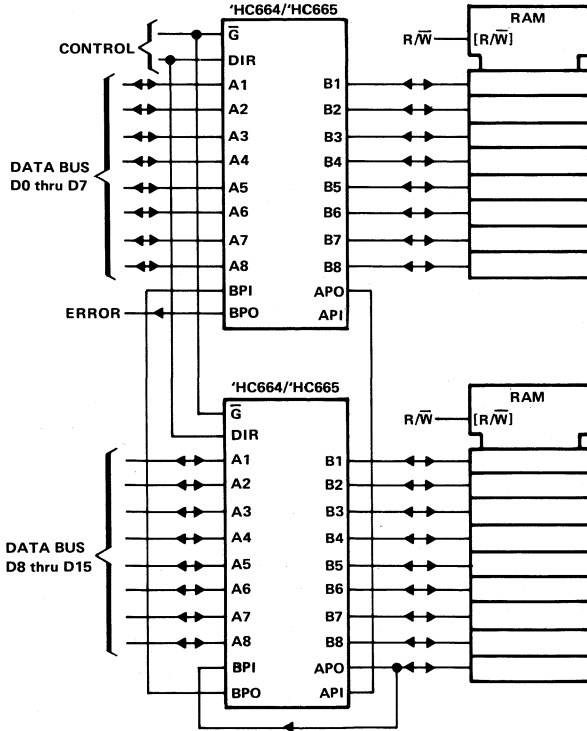 'HC664/'HC665
RAM
CONTROL
G̅
R/W̅
[R/W̅]
DIR
A1 B1
A2 B2
A3 B3
A4 B4
DATA BUS
D0 thru D7
A5 B5
A6 B6
A7 B7
A8 B8
BPI APO
ERROR
BPO API
'HC664/'HC665
RAM
G̅
R/W̅
[R/W̅]
DIR
A1 B1
A2 B2
A3 B3
A4 B4
DATA BUS
D8 thru D15
A5 B5
A6 B6
A7 B7
A8 B8
BPI APO
BPO API